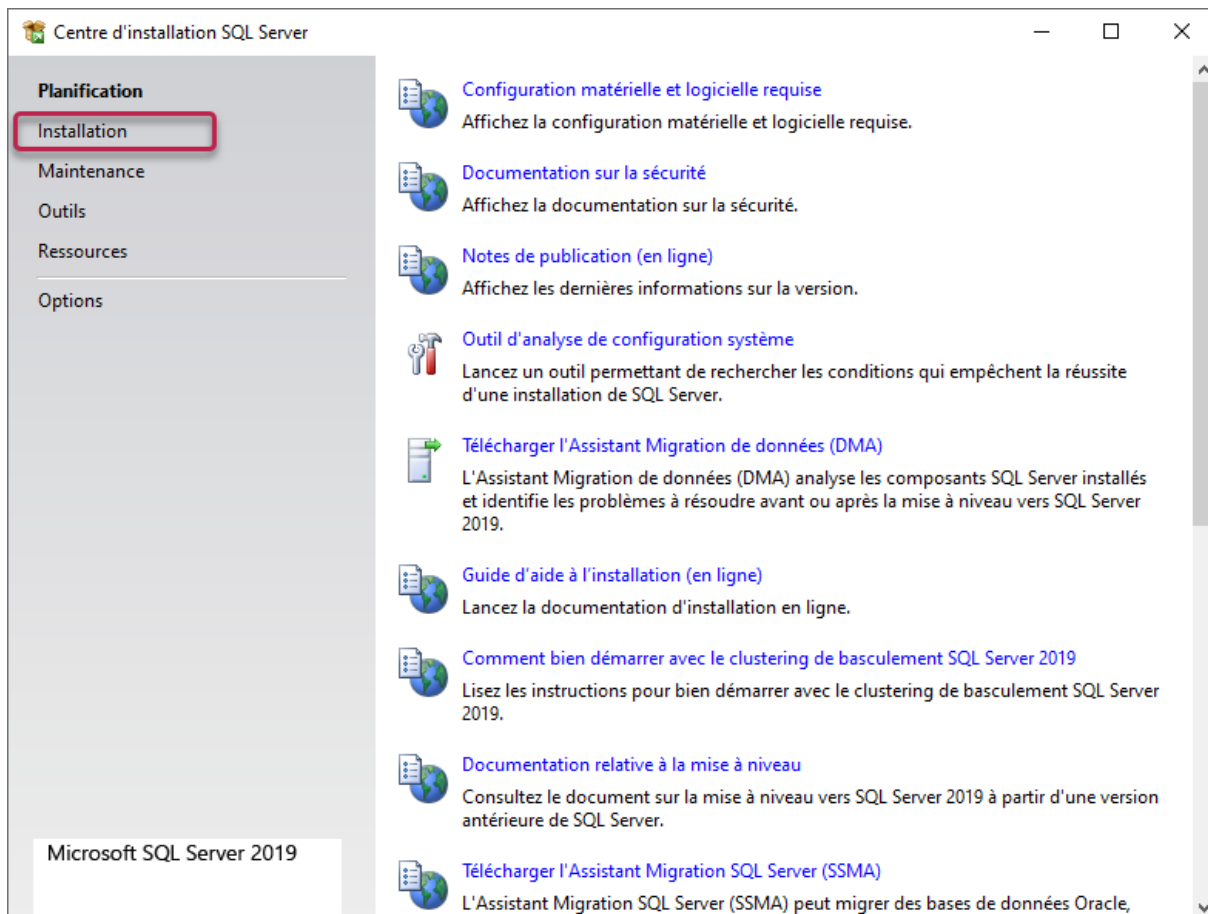 Centre d'installation SQL Server
Planification
Installation
Maintenance
Outils
Ressources
Options
Microsoft SQL Server 2019
Configuration matérielle et logicielle requise
Affichez la configuration matérielle et logicielle requise.
Documentation sur la sécurité
Affichez la documentation sur la sécurité.
Notes de publication (en ligne)
Affichez les dernières informations sur la version.
Outil d'analyse de configuration système
Lancez un outil permettant de rechercher les conditions qui empêchent la réussite
d'une installation de SQL Server.
Télécharger l'Assistant Migration de données (DMA)
L'Assistant Migration de données (DMA) analyse les composants SQL Server installés
et identifie les problèmes à résoudre avant ou après la mise à niveau vers SQL Server
2019.
Guide d'aide à l'installation (en ligne)
Lancez la documentation d'installation en ligne.
Comment bien démarrer avec le clustering de basculement SQL Server 2019
Lisez les instructions pour bien démarrer avec le clustering de basculement SQL Server
2019.
Documentation relative à la mise à niveau
Consultez le document sur la mise à niveau vers SQL Server 2019 à partir d'une version
antérieure de SQL Server.
Télécharger l'Assistant Migration SQL Server (SSMA)
L'Assistant Migration SQL Server (SSMA) peut migrer des bases de données Oracle,